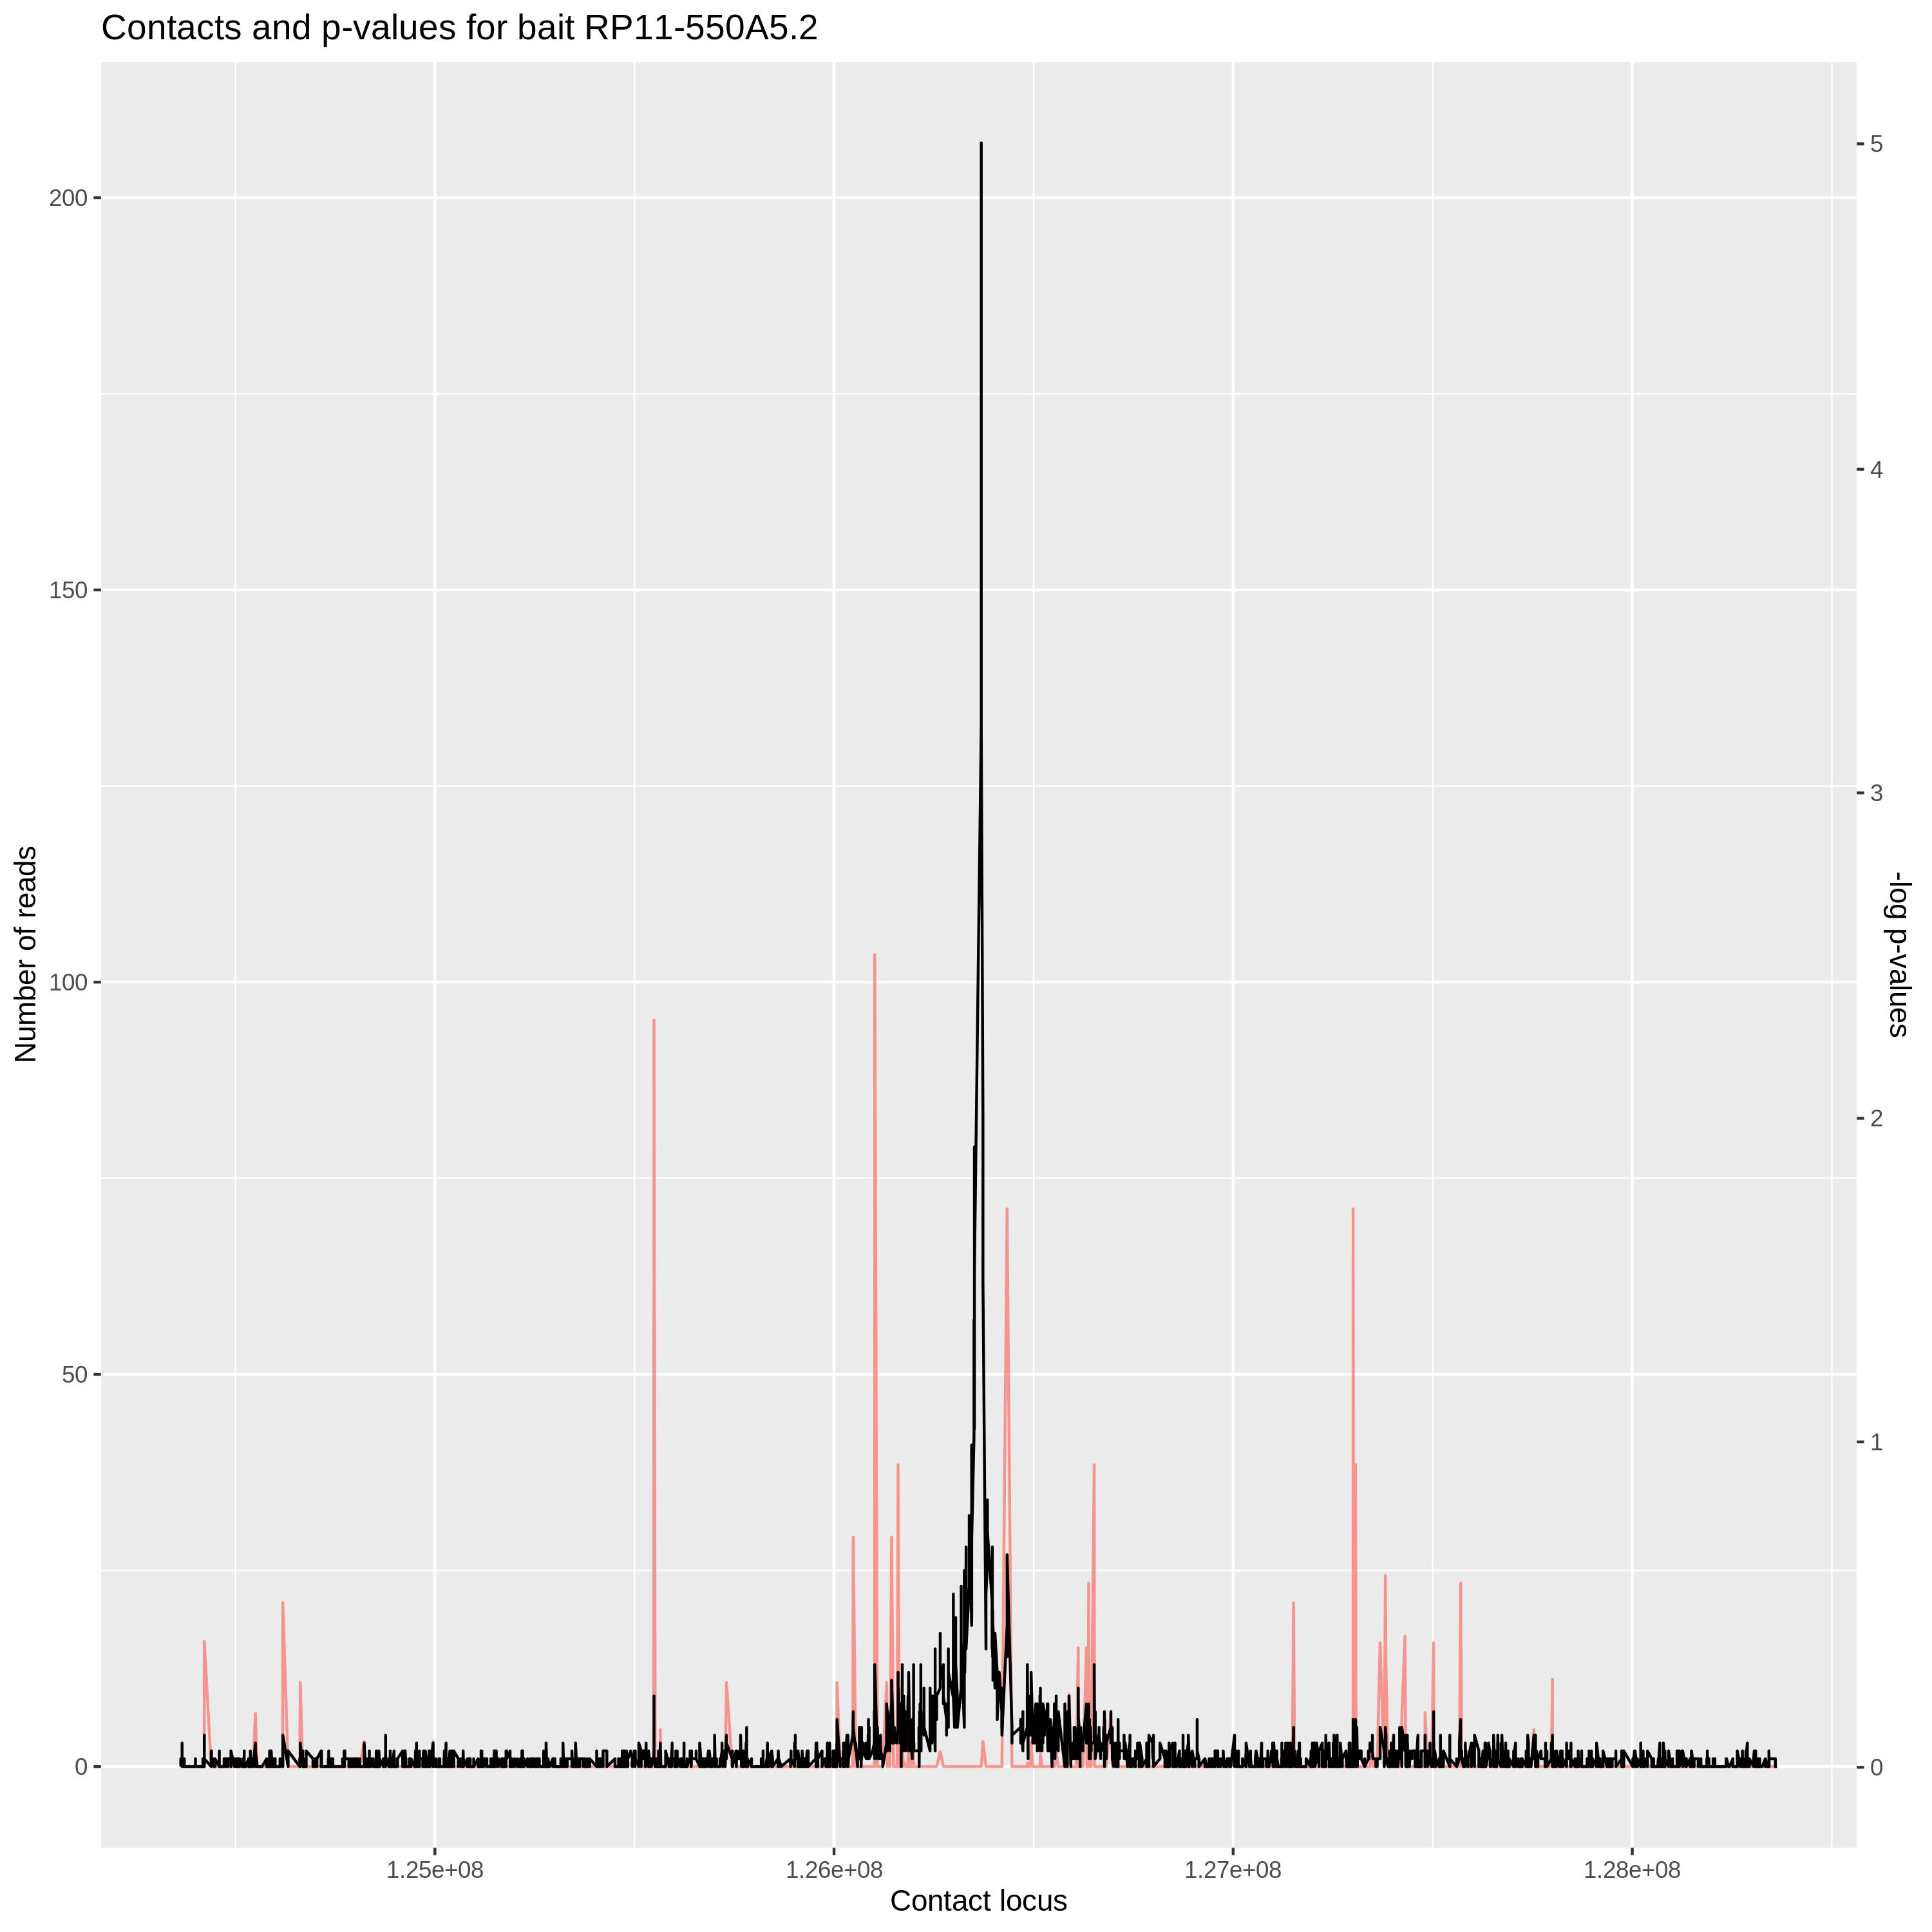 Contacts and p-values for bait RP11-550A5.2
200
150
100
50
0
Number of reads
5
4
3
2
1
0
-log p-values
1.25e+08
1.26e+08
1.27e+08
1.28e+08
Contact locus